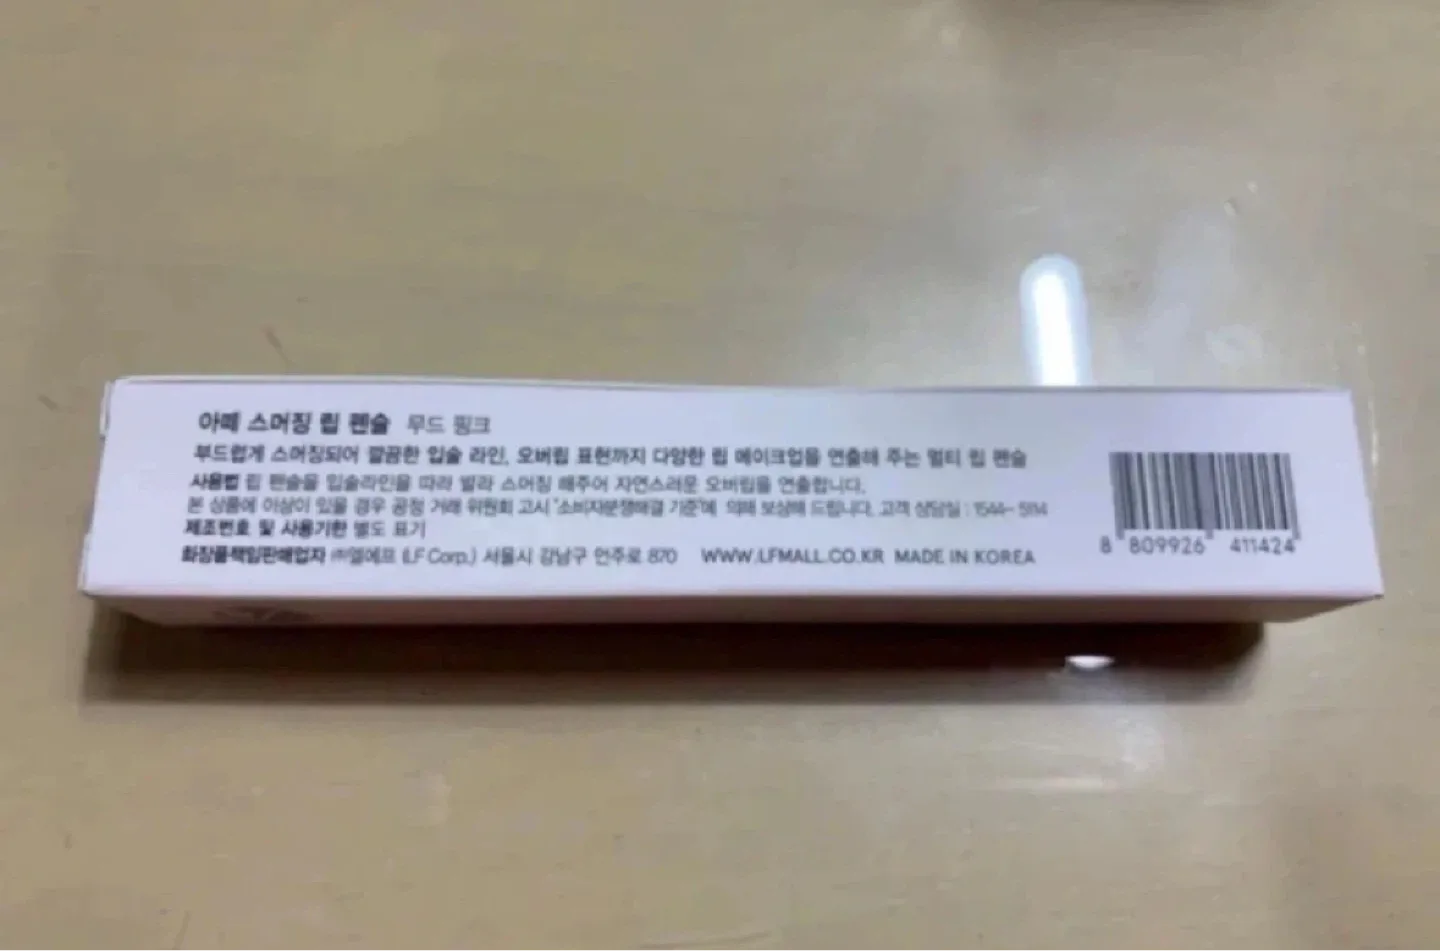 아떼 스머징 립 펜슬 무드 핑크
부드럽게 스머징되어 깔끔한 입술 라인, 오버립 표현까지 다양한 립 메이크업을 연출해 주는 멀티 립 펜슬
사용법 립 펜슬을 입술라인을 따라 발라 스머징 해주어 자연스러운 오버립을 연출합니다.
본 상품에 이상이 있을 경우 공정 거래 위원회 고시 "소비자분쟁해결 기준"에 의해 보상해 드립니다. 고객 상담실 : 1544- 5114
제조번호 및 사용기한 별도 표기
화장품책임판매업자 ㈜엘에프 (LF Corp.) 서울시 강남구 언주로 870 WWW.LFMALL.CO.KR MADE IN KOREA
8 809926 411424